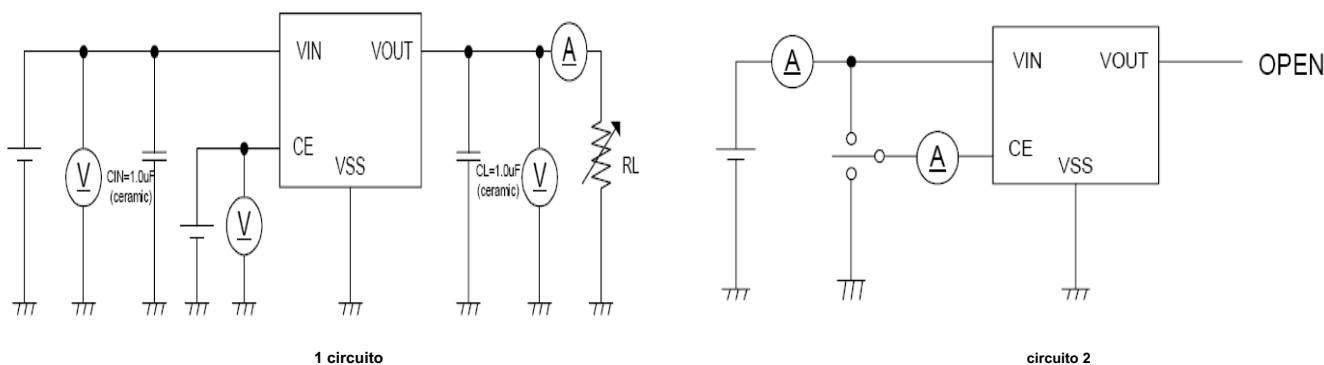 VIN
VOUT
CE
VSS
V
CIN=1.0uF
(ceramic)
V
CL=1.0uF
(ceramic)
V
A
RL
1 circuito
A
VIN
VOUT
OPEN
A
CE
VSS
circuito 2